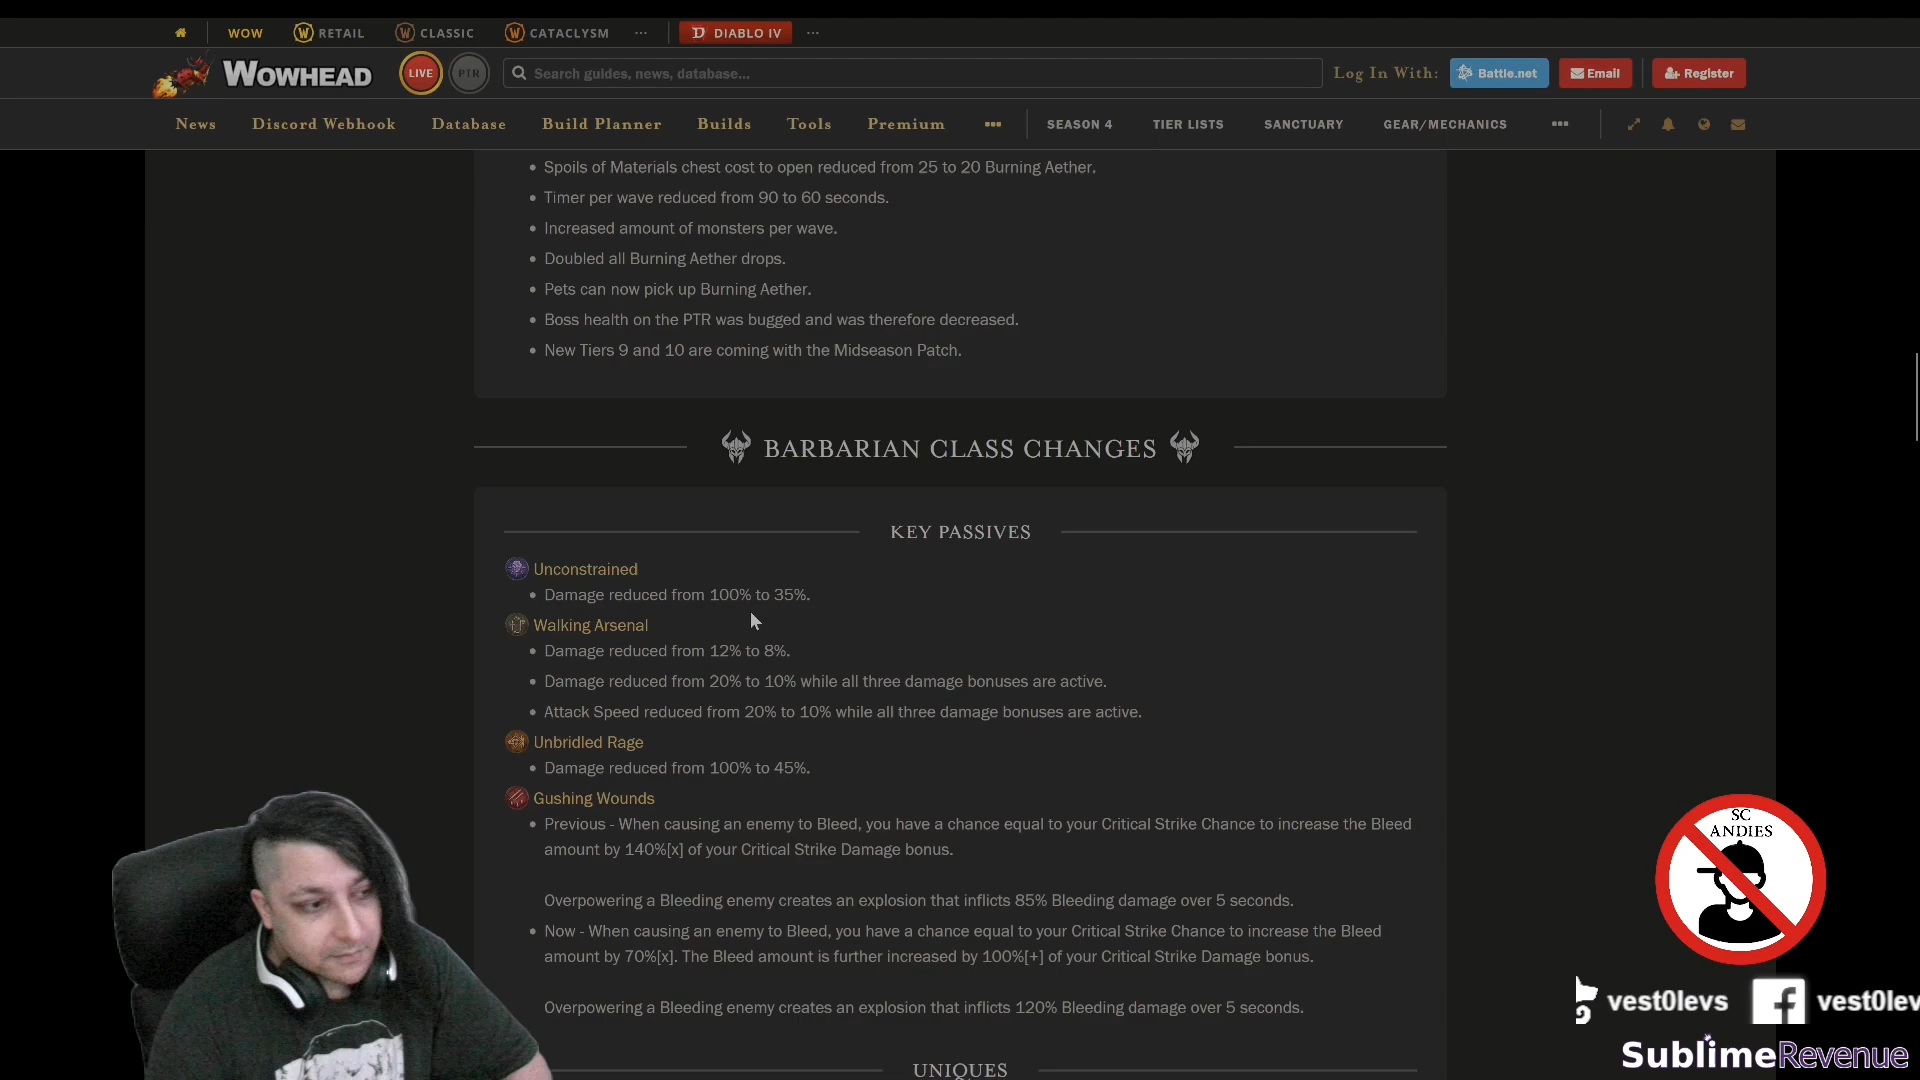 WOW RETAIL CLASSIC CATACLYSM ... DIABLO IV ...
WOWHEAD LIVE PTR Search guides, news, database... Log In With: Battle.net Email Register
News Discord Webhook Database Build Planner Builds Tools Premium ••• SEASON 4 TIER LISTS SANCTUARY GEAR/MECHANICS •••
• Spoils of Materials chest cost to open reduced from 25 to 20 Burning Aether.
• Timer per wave reduced from 90 to 60 seconds.
• Increased amount of monsters per wave.
• Doubled all Burning Aether drops.
• Pets can now pick up Burning Aether.
• Boss health on the PTR was bugged and was therefore decreased.
• New Tiers 9 and 10 are coming with the Midseason Patch.
BARBARIAN CLASS CHANGES
KEY PASSIVES
Unconstrained
• Damage reduced from 100% to 35%.
Walking Arsenal
• Damage reduced from 12% to 8%.
• Damage reduced from 20% to 10% while all three damage bonuses are active.
• Attack Speed reduced from 20% to 10% while all three damage bonuses are active.
Unbridled Rage
• Damage reduced from 100% to 45%.
Gushing Wounds
• Previous - When causing an enemy to Bleed, you have a chance equal to your Critical Strike Chance to increase the Bleed
amount by 140%[x] of your Critical Strike Damage bonus.
Overpowering a Bleeding enemy creates an explosion that inflicts 85% Bleeding damage over 5 seconds.
• Now - When causing an enemy to Bleed, you have a chance equal to your Critical Strike Chance to increase the Bleed
amount by 70%[x]. The Bleed amount is further increased by 100%[+] of your Critical Strike Damage bonus.
Overpowering a Bleeding enemy creates an explosion that inflicts 120% Bleeding damage over 5 seconds.
UNIQUES
SC
ANDIES
vest0levs vest0lev
SublimeRevenue